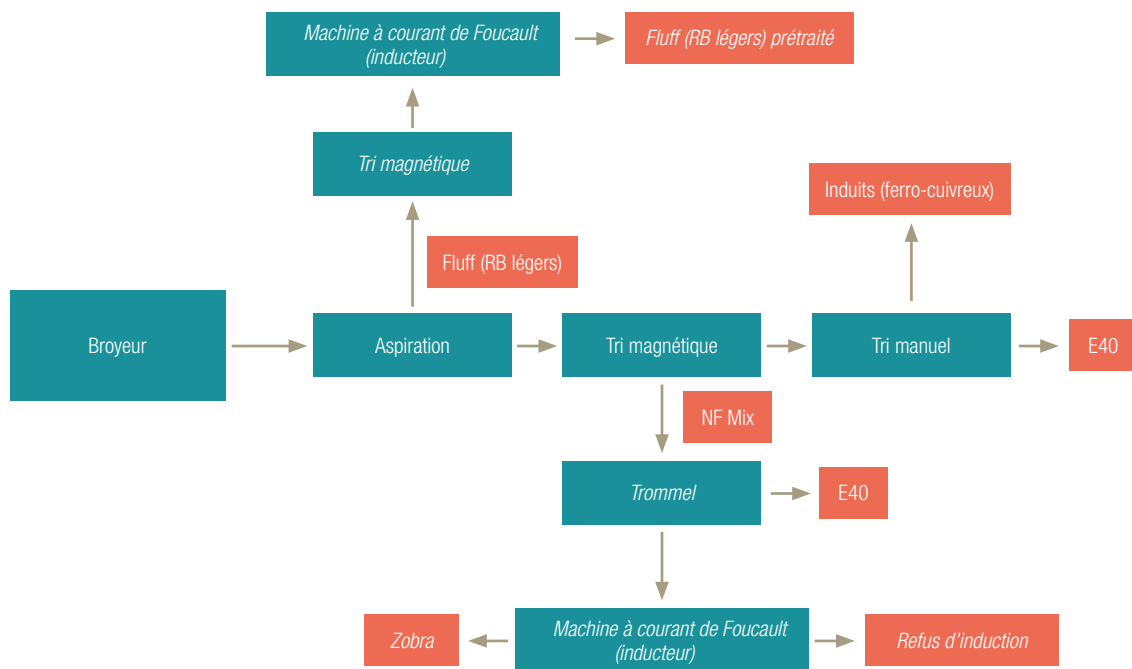 Machine à courant de Foucault
(inducteur)
Fluff (RB légers) prétraité
Tri magnétique
Induits (ferro-cuivreux)
Fluff (RB légers)
Broyeur
Aspiration
Tri magnétique
Tri manuel
E40
NF Mix
Trommel
E40
Zobra
Machine à courant de Foucault
(inducteur)
Refus d'induction